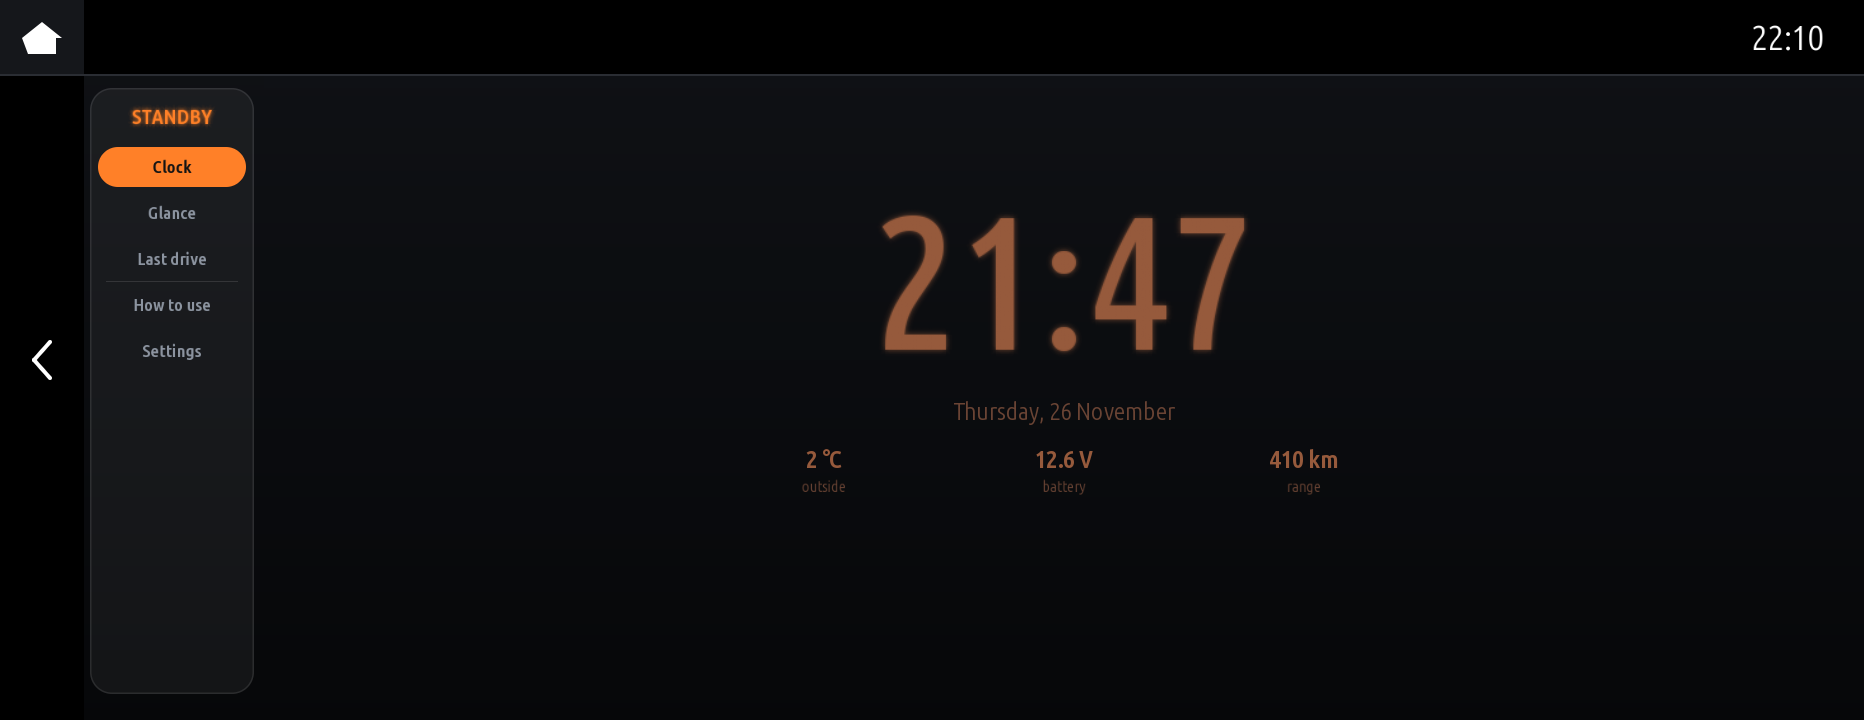 22:10
STANDBY
Clock
Glance
Last drive
How to use
Settings
21:47
Thursday, 26 November
2 °C
outside
12.6 V
battery
410 km
range